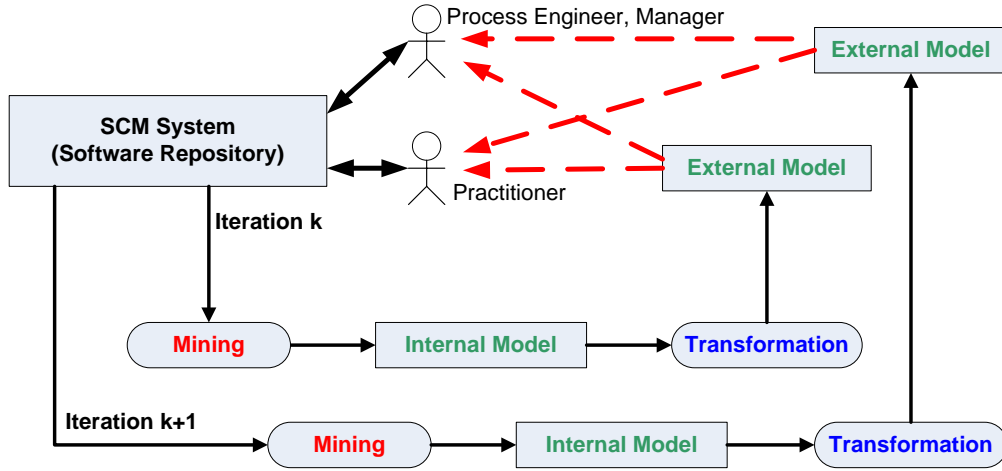 Process Engineer, Manager
External Model
SCM System
(Software Repository)
External Model
Practitioner
Iteration k
Mining
Internal Model
Transformation
Iteration k+1
Mining
Internal Model
Transformation